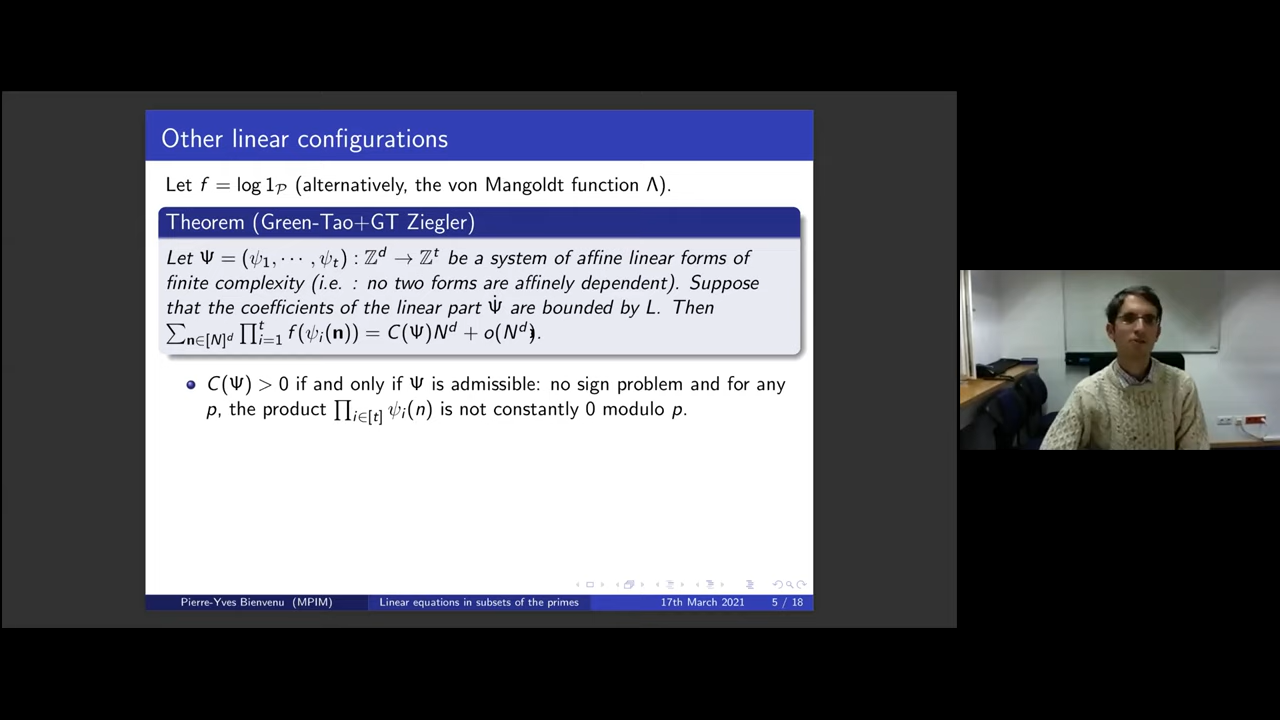 Other linear configurations
Let f = log 1_𝒫 (alternatively, the von Mangoldt function Λ).
Theorem (Green-Tao+GT Ziegler)
Let Ψ = (ψ₁, ⋯ , ψₜ) : ℤᵈ → ℤᵗ be a system of affine linear forms of
finite complexity (i.e. : no two forms are affinely dependent). Suppose
that the coefficients of the linear part Ψ̇ are bounded by L. Then
∑_{n∈[N]^d} ∏_{i=1}^t f(ψ_i(n)) = C(Ψ)N^d + o(N^d).
C(Ψ) > 0 if and only if Ψ is admissible: no sign problem and for any
p, the product ∏_{i∈[t]} ψ_i(n) is not constantly 0 modulo p.
Pierre-Yves Bienvenu (MPIM) Linear equations in subsets of the primes 17th March 2021 5 / 18